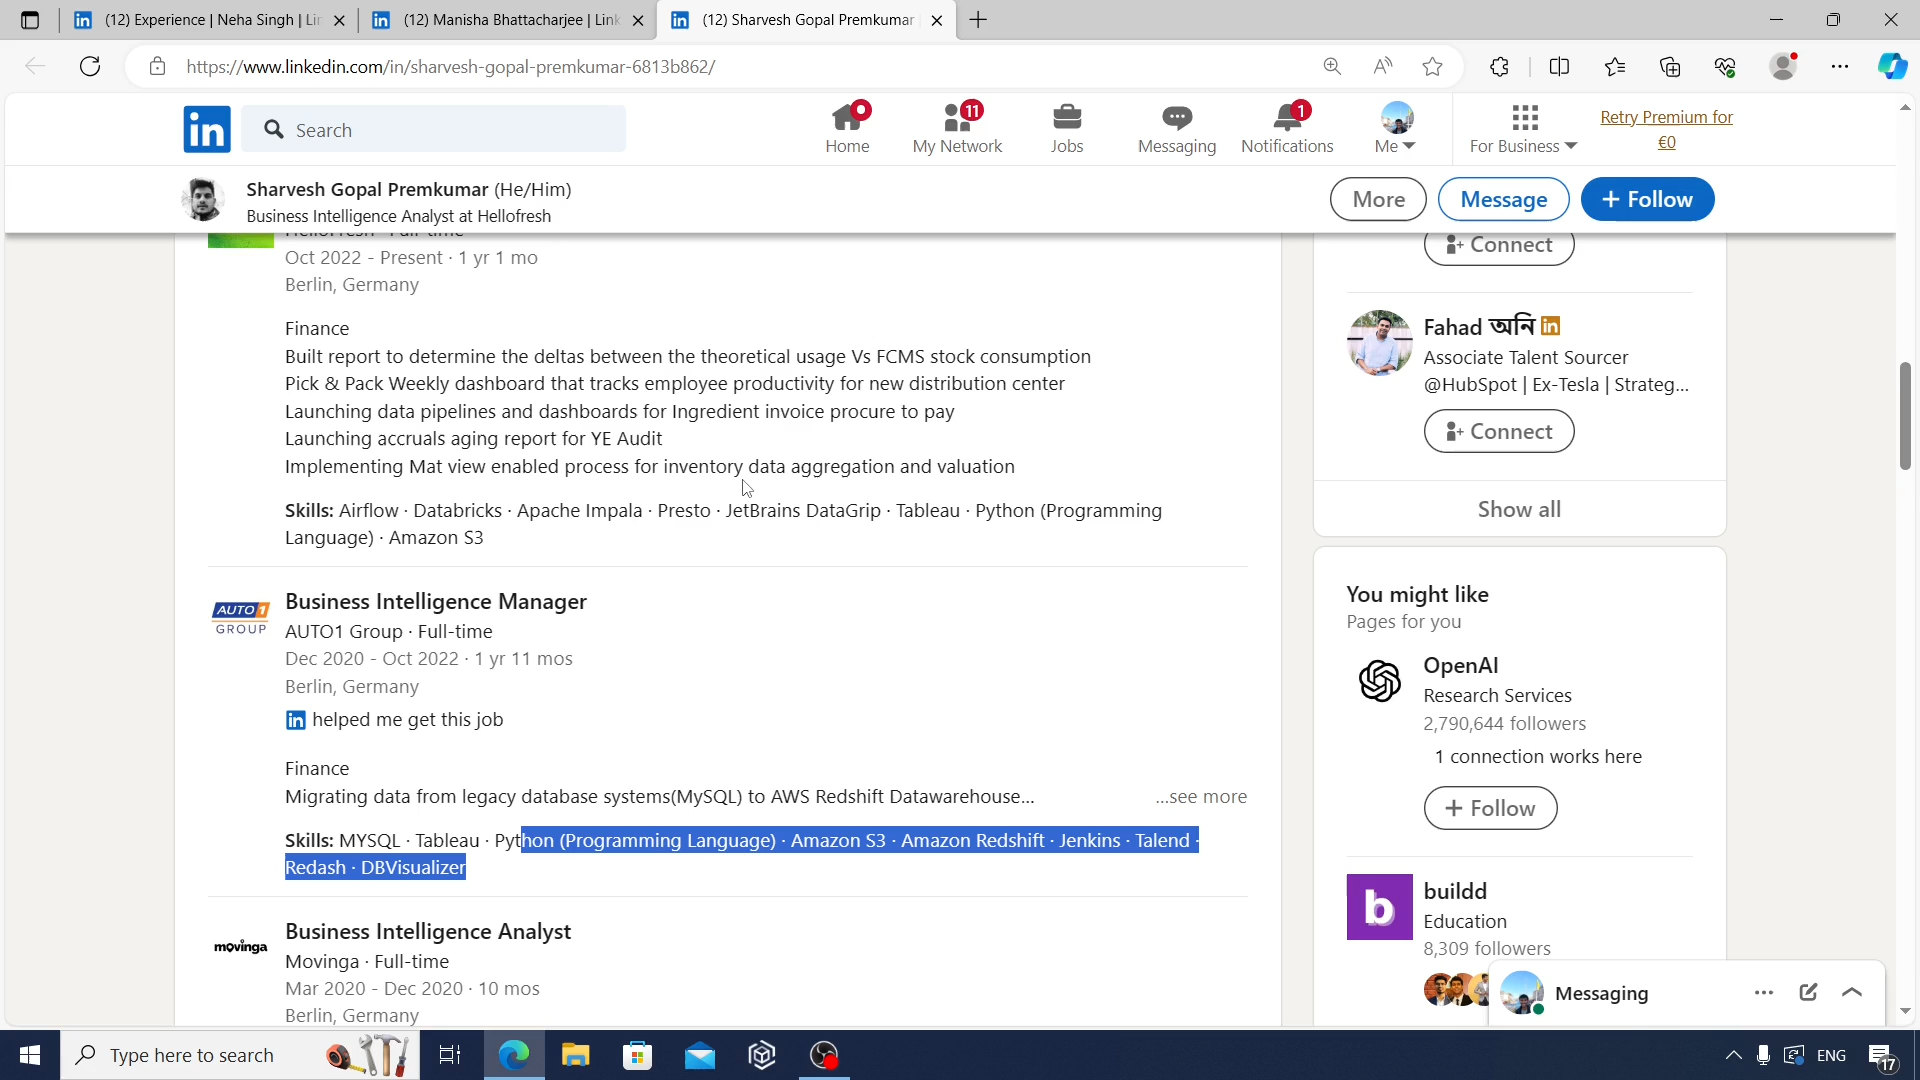 (12) Experience | Neha Singh | Lin
(12) Manisha Bhattacharjee | Link
(12) Sharvesh Gopal Premkumar
https://www.linkedin.com/in/sharvesh-gopal-premkumar-6813b862/
in
Search
Home
11
My Network
Jobs
Messaging
1
Notifications
Me
For Business
Retry Premium for
€0
Sharvesh Gopal Premkumar (He/Him)
Business Intelligence Analyst at Hellofresh
More
Message
+ Follow
Oct 2022 - Present · 1 yr 1 mo
Berlin, Germany
Finance
Built report to determine the deltas between the theoretical usage Vs FCMS stock consumption
Pick & Pack Weekly dashboard that tracks employee productivity for new distribution center
Launching data pipelines and dashboards for Ingredient invoice procure to pay
Launching accruals aging report for YE Audit
Implementing Mat view enabled process for inventory data aggregation and valuation
Skills: Airflow · Databricks · Apache Impala · Presto · JetBrains DataGrip · Tableau · Python (Programming
Language) · Amazon S3
AUTO1
GROUP
Business Intelligence Manager
AUTO1 Group · Full-time
Dec 2020 - Oct 2022 · 1 yr 11 mos
Berlin, Germany
in helped me get this job
Finance
Migrating data from legacy database systems(MySQL) to AWS Redshift Datawarehouse…
…see more
Skills: MYSQL · Tableau · Python (Programming Language) · Amazon S3 · Amazon Redshift · Jenkins · Talend ·
Redash · DBVisualizer
movinga
Business Intelligence Analyst
Movinga · Full-time
Mar 2020 - Dec 2020 · 10 mos
Berlin, Germany
Connect
Fahad অনি in
Associate Talent Sourcer
@HubSpot | Ex-Tesla | Strateg...
Connect
Show all
You might like
Pages for you
OpenAI
Research Services
2,790,644 followers
1 connection works here
+ Follow
b
buildd
Education
8,309 followers
Messaging
Type here to search
ENG
17